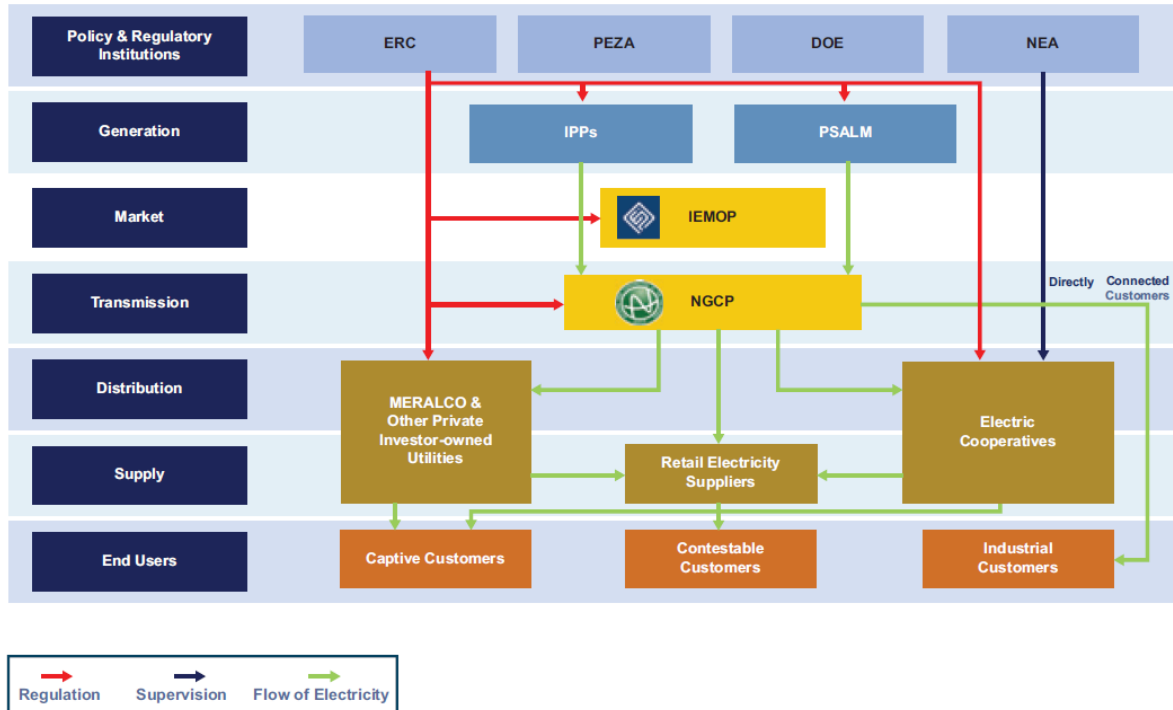 Policy & Regulatory
Institutions
ERC
PEZA
DOE
NEA
Generation
IPPs
PSALM
Market
IEMOP
Transmission
NGCP
Directly Connected
Customers
Distribution
MERALCO &
Other Private
Investor-owned
Utilities
Electric
Cooperatives
Supply
Retail Electricity
Suppliers
End Users
Captive Customers
Contestable
Customers
Industrial
Customers
Regulation
Supervision
Flow of Electricity